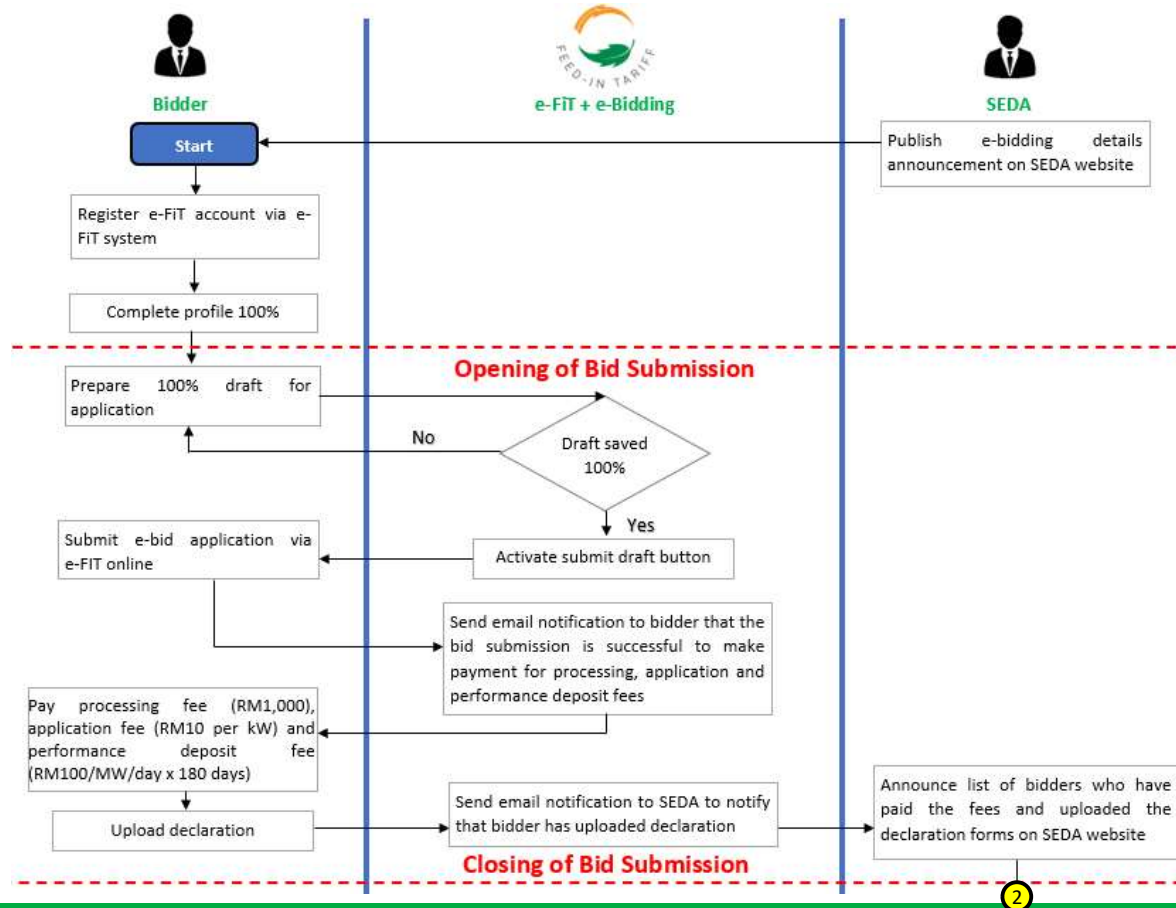 FEED-IN TARIFF
Bidder
e-FiT + e-Bidding
SEDA
Start
Publish e-bidding details
announcement on SEDA website
Register e-FiT account via e-
FiT system
Complete profile 100%
Opening of Bid Submission
Prepare 100% draft for
application
No
Draft saved
100%
Yes
Submit e-bid application via
e-FIT online
Activate submit draft button
Send email notification to bidder that the
bid submission is successful to make
payment for processing, application and
performance deposit fees
Pay processing fee (RM1,000),
application fee (RM10 per kW) and
performance deposit fee
(RM100/MW/day x 180 days)
Upload declaration
Send email notification to SEDA to notify
that bidder has uploaded declaration
Announce list of bidders who have
paid the fees and uploaded the
declaration forms on SEDA website
Closing of Bid Submission
2